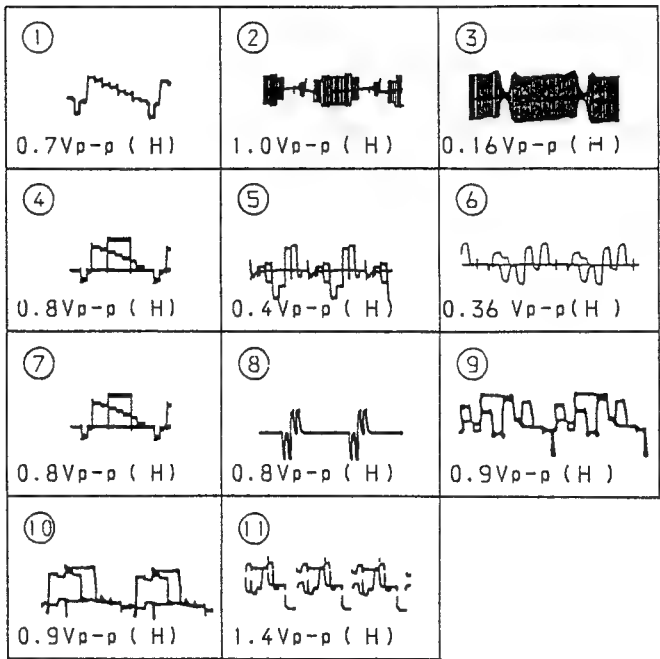 ①
0.7Vp-p ( H)
②
1.0Vp-p ( H)
③
0.16Vp-p ( H)
④
0.8Vp-p ( H)
⑤
0.4Vp-p ( H)
⑥
0.36 Vp-p(H)
⑦
0.8Vp-p ( H)
⑧
0.8Vp-p ( H)
⑨
0.9Vp-p(H )
⑩
0.9Vp-p ( H )
⑪
1.4Vp-p ( H)